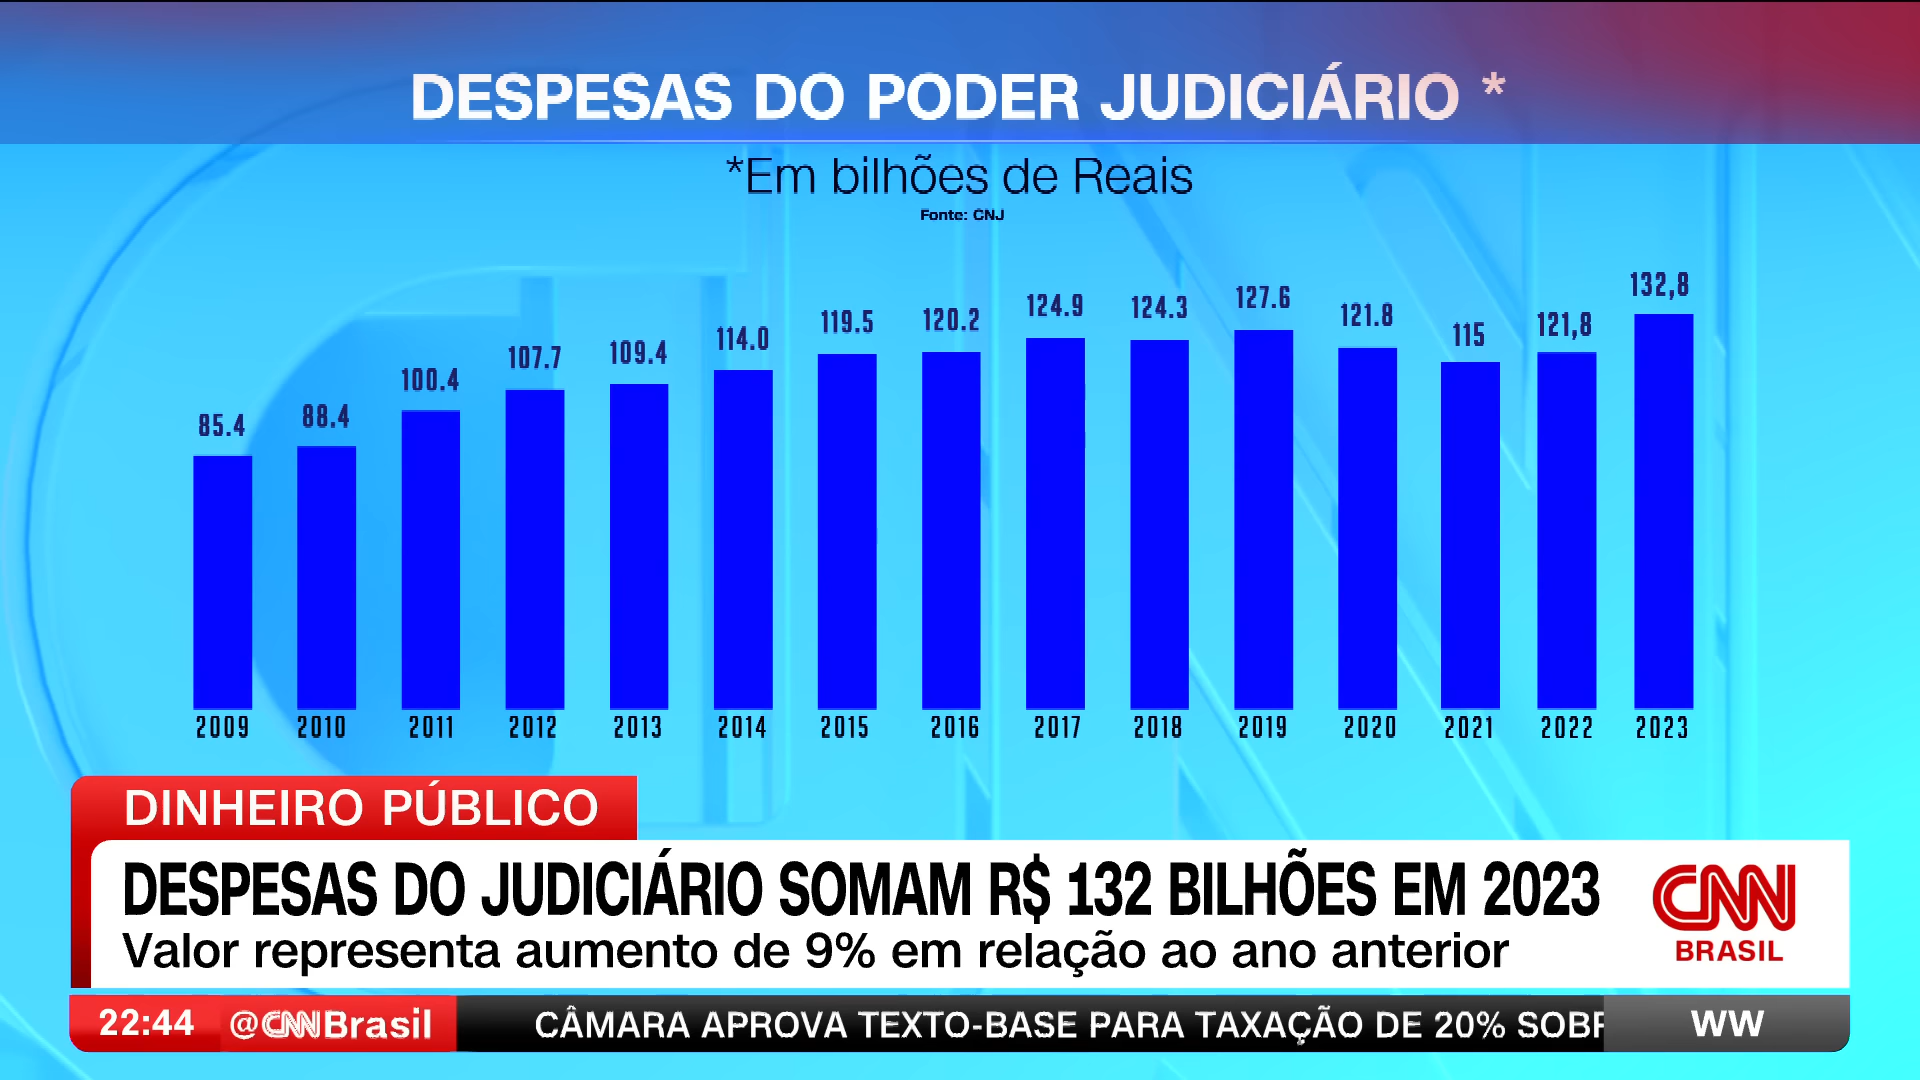 DESPESAS DO PODER JUDICIÁRIO *
*Em bilhões de Reais
Fonte: CNJ
85.4 88.4 100.4 107.7 109.4 114.0 119.5 120.2 124.9 124.3 127.6 121.8 115 121,8 132,8
2009 2010 2011 2012 2013 2014 2015 2016 2017 2018 2019 2020 2021 2022 2023
DINHEIRO PÚBLICO
DESPESAS DO JUDICIÁRIO SOMAM R$ 132 BILHÕES EM 2023
Valor representa aumento de 9% em relação ao ano anterior
CNN
BRASIL
22:44 @CNNBrasil CÂMARA APROVA TEXTO-BASE PARA TAXAÇÃO DE 20% WW